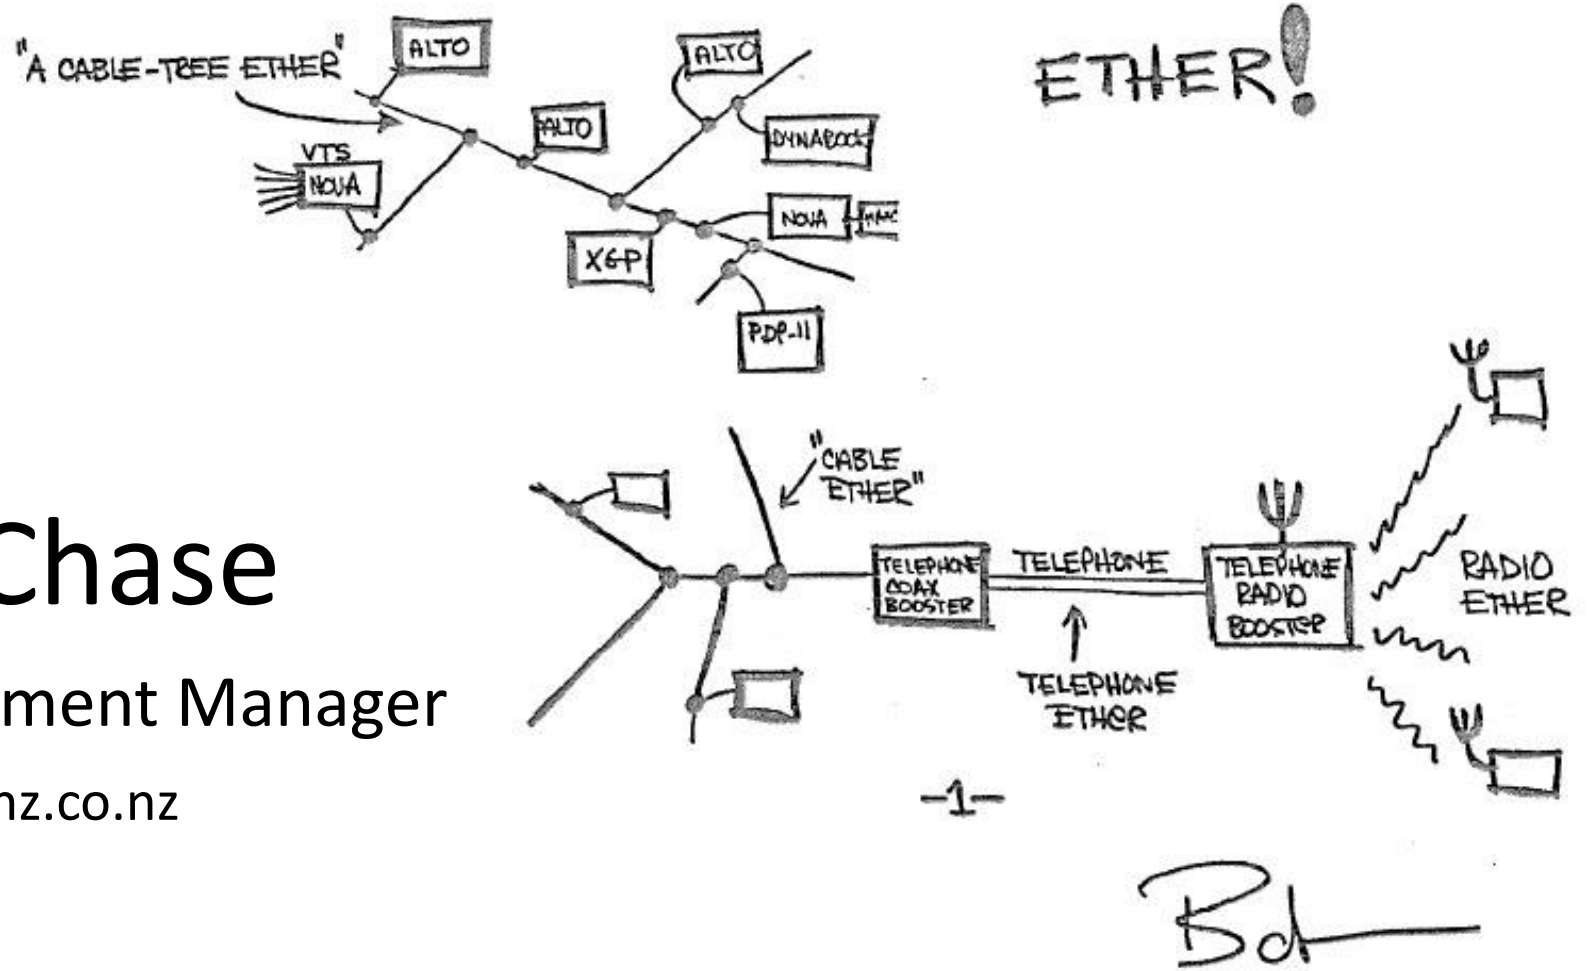 "A CABLE-TREE ETHER"
ALTO
ALTO
ETHER!
ALTO
DYNABOOK
VTS
NOVA
NOVA
XGP
PDP-11
"CABLE
ETHER"
TELEPHONE
COAX
BOOSTER
TELEPHONE
TELEPHONE
RADIO
BOOSTER
RADIO
ETHER
TELEPHONE
ETHER
Chase
ment Manager
nz.co.nz
-1-